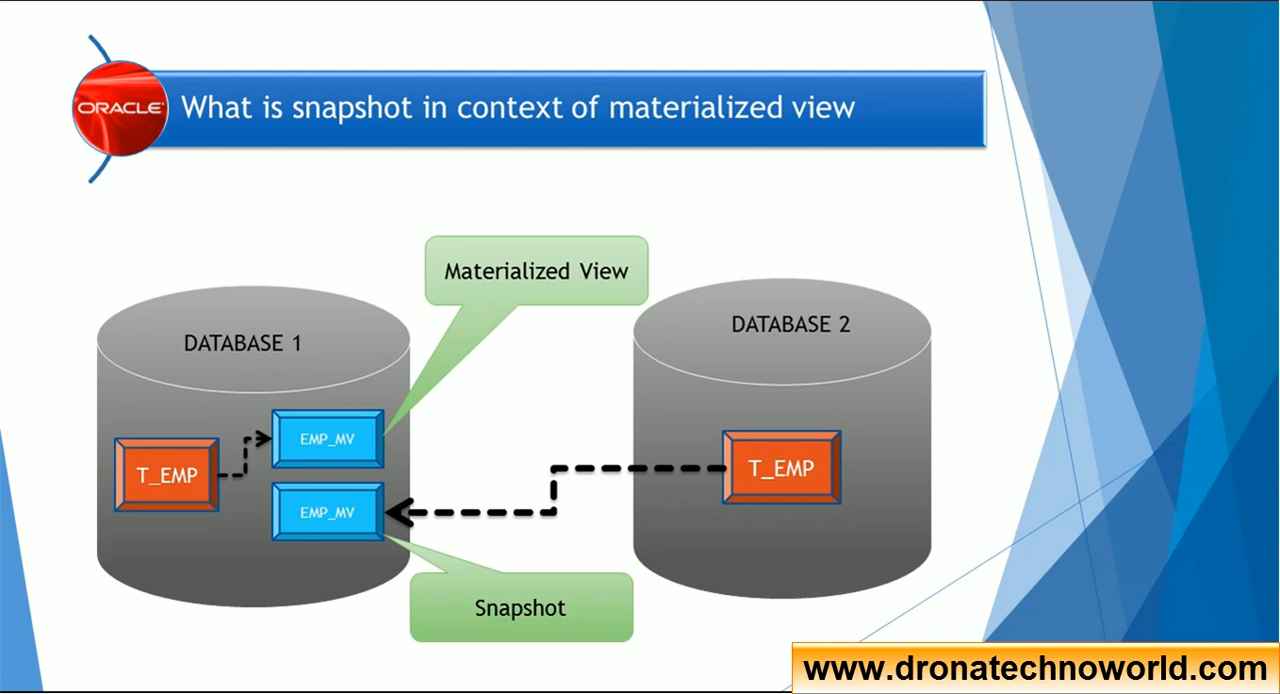 ORACLE
What is snapshot in context of materialized view
Materialized View
DATABASE 1
DATABASE 2
EMP_MV
T_EMP
T_EMP
EMP_MV
Snapshot
www.dronatechnoworld.com